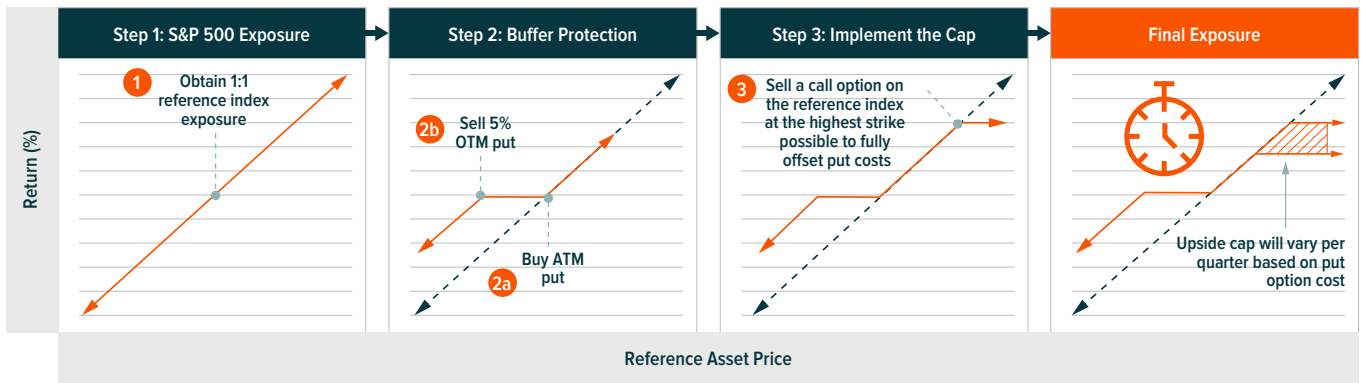 Step 1: S&P 500 Exposure
Step 2: Buffer Protection
Step 3: Implement the Cap
Final Exposure
Return (%)
1
Obtain 1:1
reference index
exposure
2b
Sell 5%
OTM put
2a
Buy ATM
put
3
Sell a call option on
the reference index
at the highest strike
possible to fully
offset put costs
Upside cap will vary per
quarter based on put
option cost
Reference Asset Price